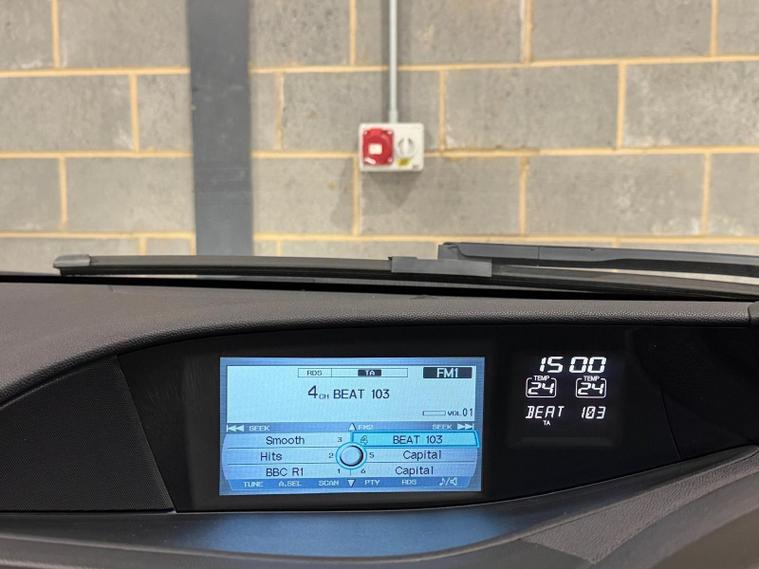 RDS TA FM1
4CH BEAT 103
VOL.01
SEEK FM2 SEEK
Smooth 3 4 BEAT 103
Hits 2 5 Capital
BBC R1 1 6 Capital
TUNE A.SEL SCAN PTY RDS
15 00
TEMP TEMP
24 24
BEAT 103
TA